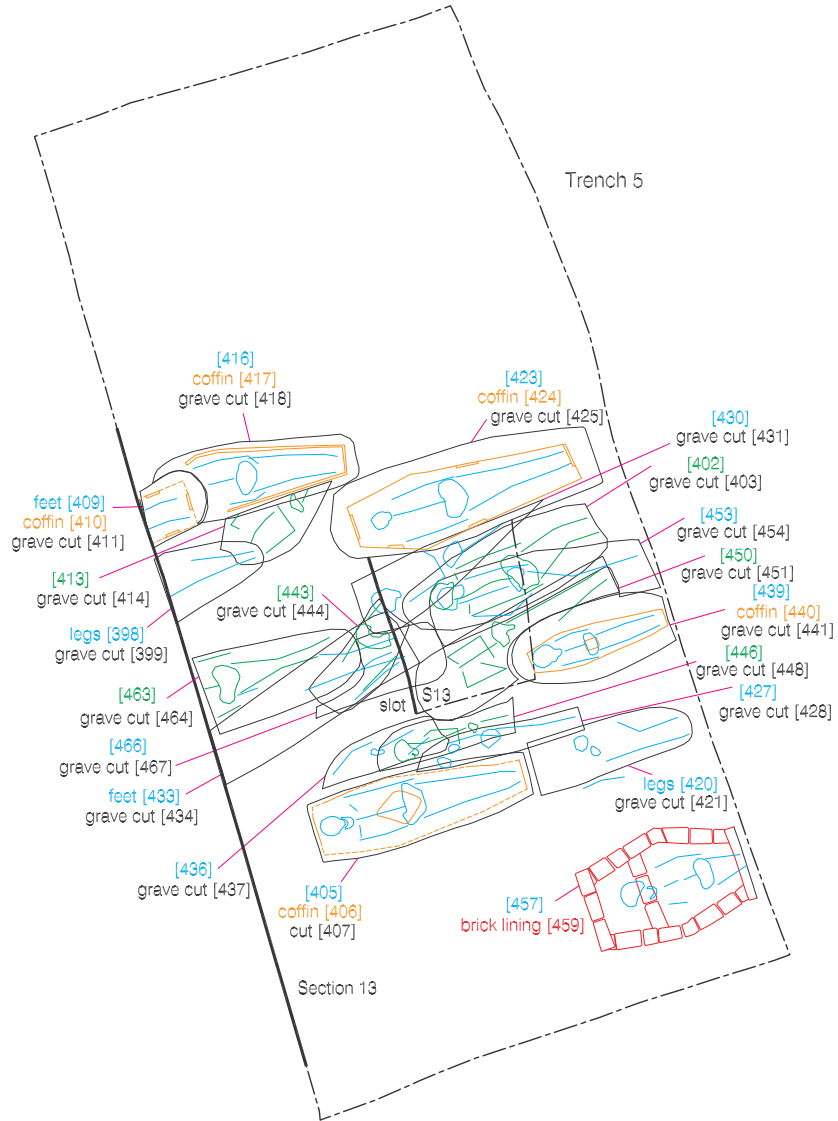 Trench 5
[416]
coffin [417]
grave cut [418]
[423]
coffin [424]
grave cut [425]
[430]
grave cut [431]
[402]
grave cut [403]
feet [409]
coffin [410]
grave cut [411]
[453]
grave cut [454]
[450]
grave cut [451]
[413]
grave cut [414]
[443]
grave cut [444]
[439]
coffin [440]
grave cut [441]
legs [398]
grave cut [399]
[446]
grave cut [448]
[463]
grave cut [464]
slot
S13
[427]
grave cut [428]
[466]
grave cut [467]
feet [433]
grave cut [434]
legs [420]
grave cut [421]
[436]
grave cut [437]
[405]
coffin [406]
cut [407]
[457]
brick lining [459]
Section 13